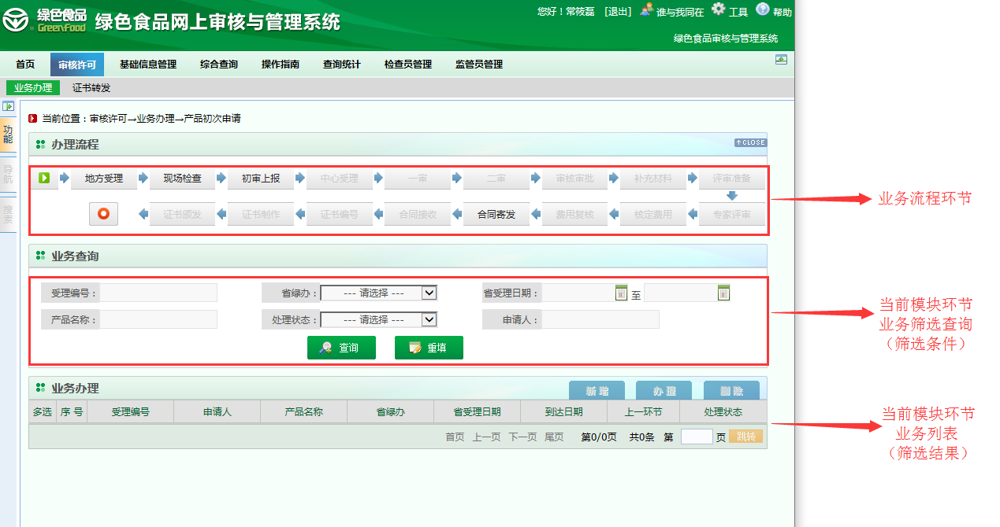 绿色食品
GreenFood
绿色食品网上审核与管理系统
您好！常筱磊 [退出] 谁与我同在 工具 帮助
绿色食品审核与管理系统
首页 审核许可 基础信息管理 综合查询 操作指南 查询统计 检查员管理 监管员管理
业务办理 证书转发
功能
导航
搜索
当前位置：审核许可→业务办理→产品初次申请
办理流程 CLOSE
地方受理 现场检查 初审上报 中心受理 一审 二审 审核审批 补充材料 评审准备
证书颁发 证书制作 证书编号 合同接收 合同寄发 费用复核 核定费用 专家评审
业务流程环节
业务查询
受理编号： 省绿办： --- 请选择 --- 省受理日期： 至
产品名称： 处理状态： --- 请选择 --- 申请人：
查询 重填
当前模块环节
业务筛选查询
（筛选条件）
业务办理 新 增 办 理 删 除
多选 序 号 受理编号 申请人 产品名称 省绿办 省受理日期 到达日期 上一环节 处理状态
首页 上一页 下一页 尾页 第0/0页 共0条 第 页 跳转
当前模块环节
业务列表
（筛选结果）